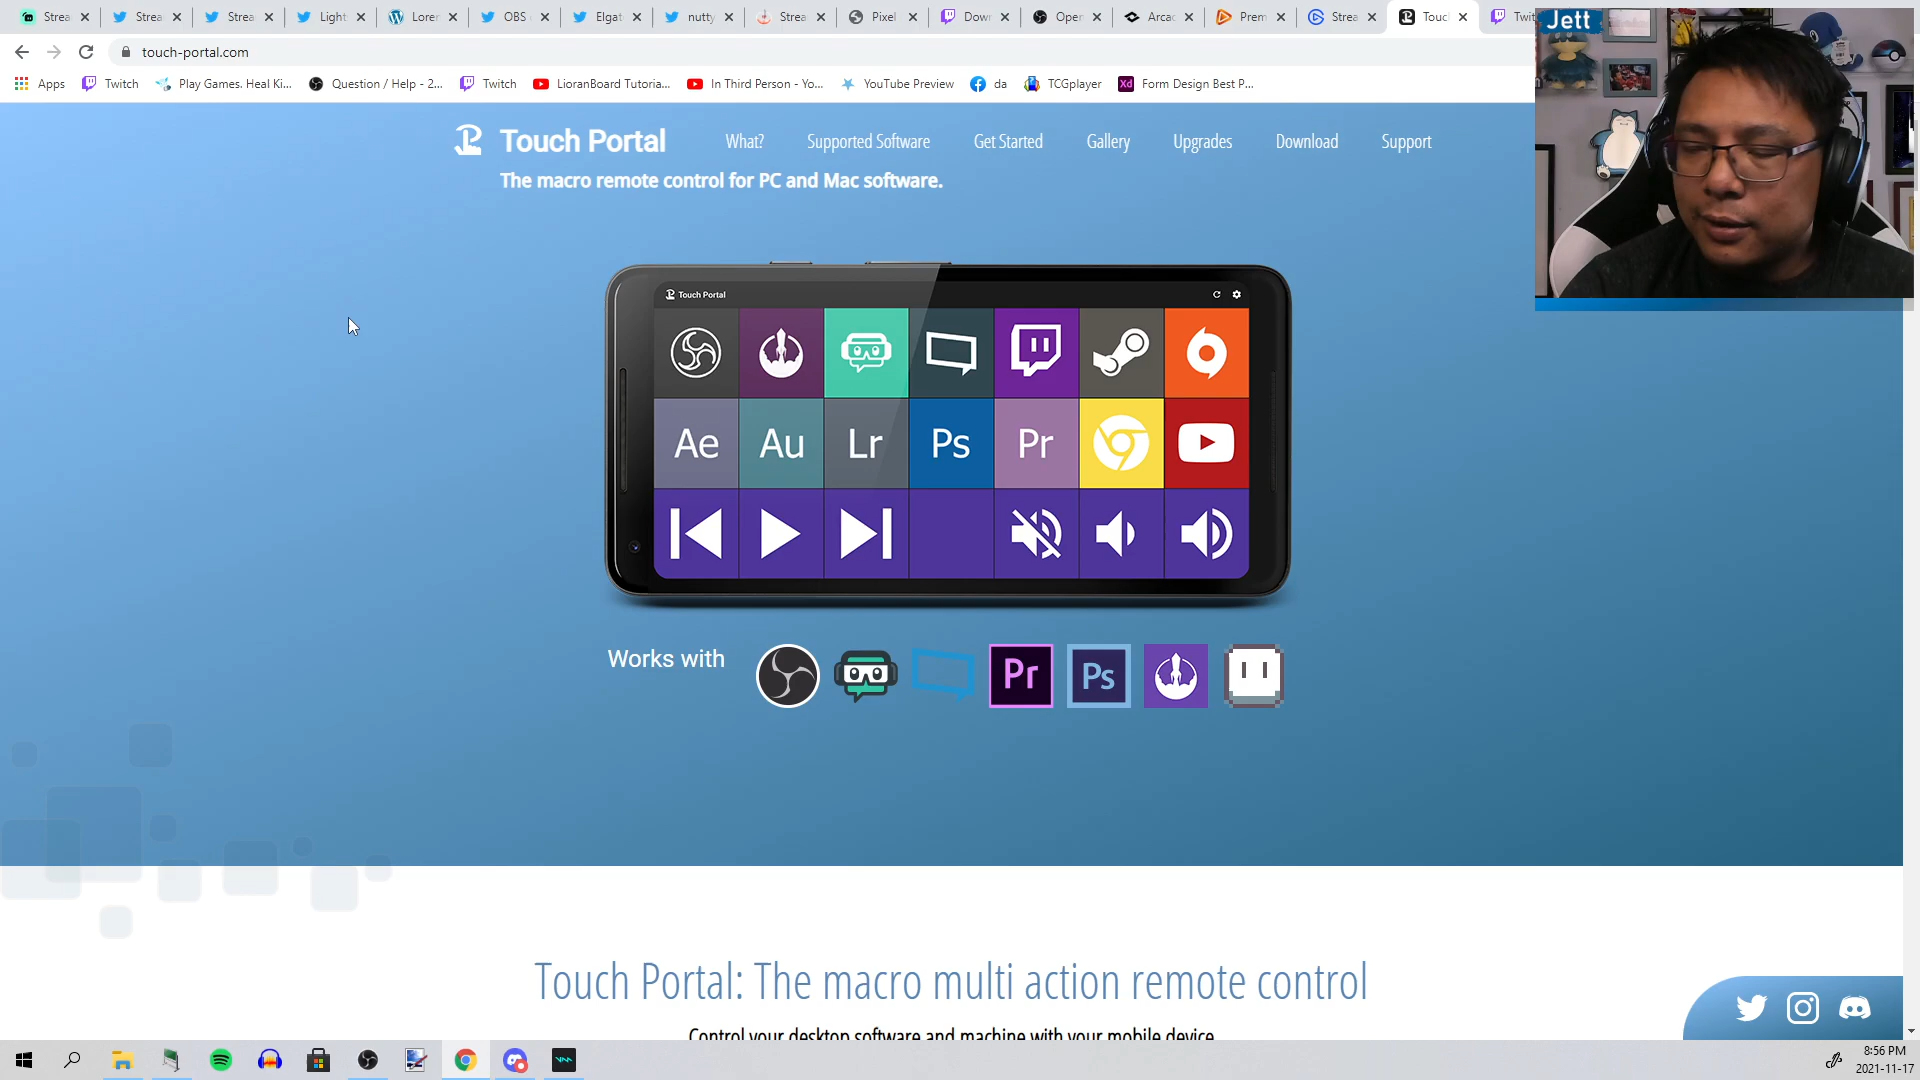 Strea
Strea
Strea
Light
Lorer
OBS
Elgat
nutty
Strea
Pixel
Dow
Open
Arca
Prem
Strea
Touc
Twit
touch-portal.com
Apps
Twitch
Play Games. Heal Ki...
Question / Help - 2...
Twitch
LioranBoard Tutoria...
In Third Person - Yo...
YouTube Preview
da
TCGplayer
Xd
Form Design Best P...
Jett
Touch Portal
What?
Supported Software
Get Started
Gallery
Upgrades
Download
Support
The macro remote control for PC and Mac software.
Touch Portal
Ae
Au
Lr
Ps
Pr
Works with
Pr
Ps
Touch Portal: The macro multi action remote control
Control your desktop software and machine with your mobile device
8:56 PM
2021-11-17